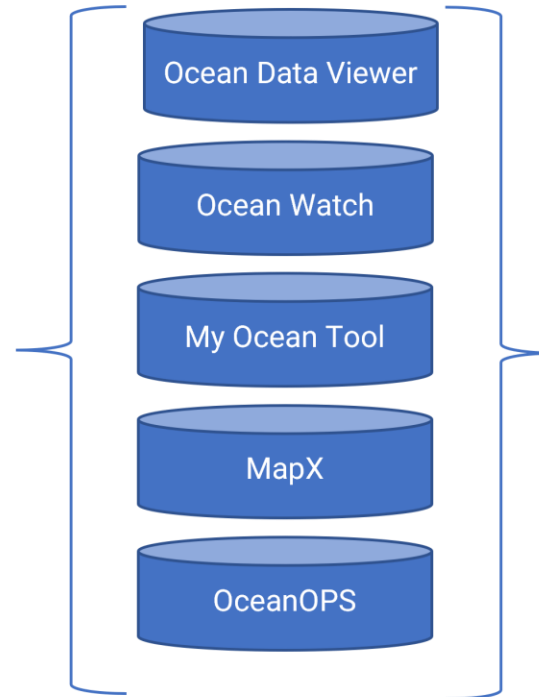 Ocean Data Viewer
Ocean Watch
My Ocean Tool
MapX
OceanOPS